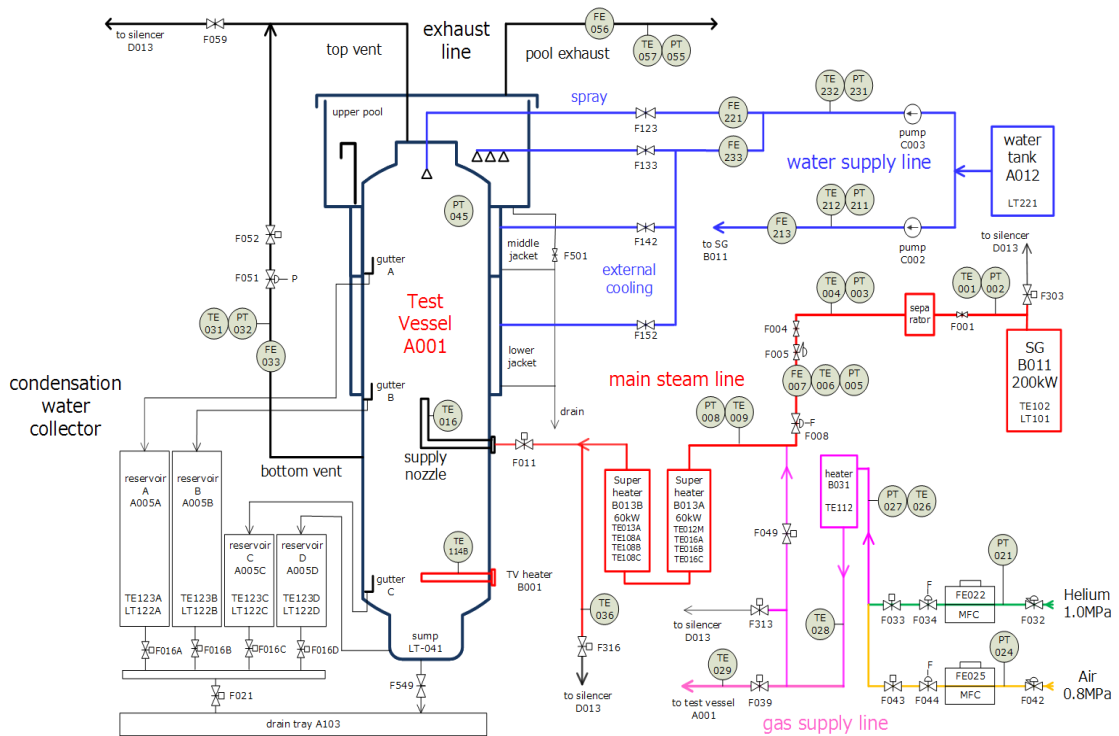 to silencer
D013
F059
top vent
exhaust
line
FE
056
pool exhaust
TE
057
PT
055
upper pool
spray
F123
FE
221
TE
232
PT
231
pump
C003
F133
FE
233
water supply line
water
tank
A012
LT221
PT
045
TE
212
PT
211
FE
213
to SG
B011
pump
C002
F142
middle
jacket
F501
external
cooling
F152
lower
jacket
drain
F052
F051
P
gutter
A
TE
031
PT
032
FE
033
Test
Vessel
A001
gutter
B
TE
016
supply
nozzle
F011
condensation
water
collector
bottom vent
to silencer
D013
TE
004
PT
003
TE
001
PT
002
F303
F004
sepa
rator
F001
F005
SG
B011
200kW
TE102
LT101
main steam line
FE
007
TE
006
PT
005
PT
008
TE
009
F
F008
reservoir
A
A005A
TE123A
LT122A
reservoir
B
A005B
TE123B
LT122B
reservoir
C
A005C
TE123C
LT122C
reservoir
D
A005D
TE123D
LT122D
gutter
C
TE
114B
TV heater
B001
Super
heater
B013B
60kW
TE013A
TE108A
TE108B
TE108C
Super
heater
B013A
60kW
TE012M
TE016A
TE016B
TE016C
F049
heater
B031
TE112
PT
027
TE
026
PT
021
F
FE022
MFC
F033
F034
F032
Helium
1.0MPa
TE
036
F316
to silencer
D013
to silencer
D013
F313
TE
028
TE
029
to test vessel
A001
F039
gas supply line
PT
024
F
FE025
MFC
F043
F044
F042
Air
0.8MPa
F016A
F016B
F016C
F016D
sump
LT-041
F021
F549
drain tray A103